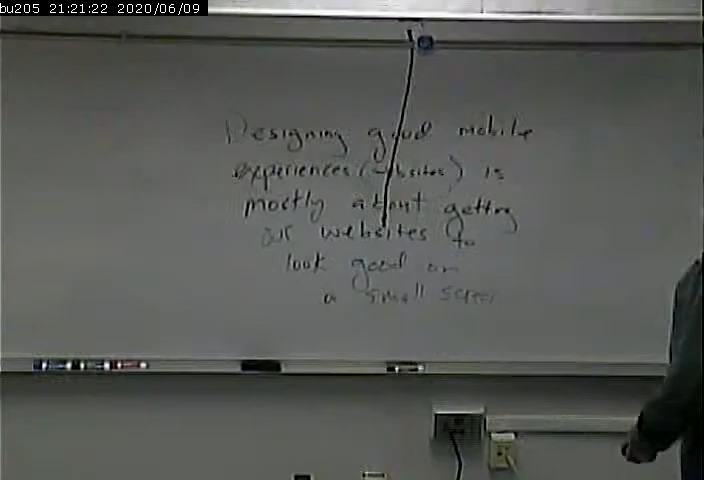 bu205 21:21:22 2020/06/09
Designing good mobile
experiences (websites) is
mostly about getting
our websites to
look good on
a small screen